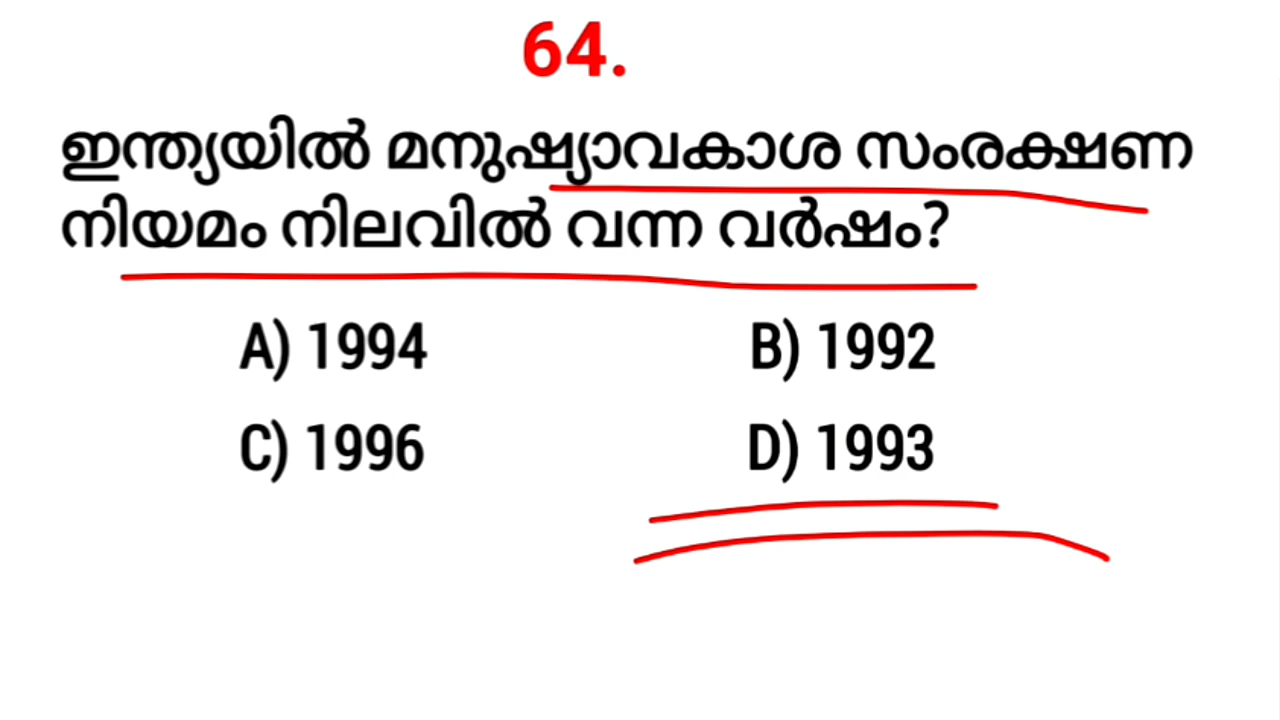 64.
ഇന്ത്യയിൽ മനുഷ്യാവകാശ സംരക്ഷണ
നിയമം നിലവിൽ വന്ന വർഷം?
A) 1994 B) 1992
C) 1996 D) 1993